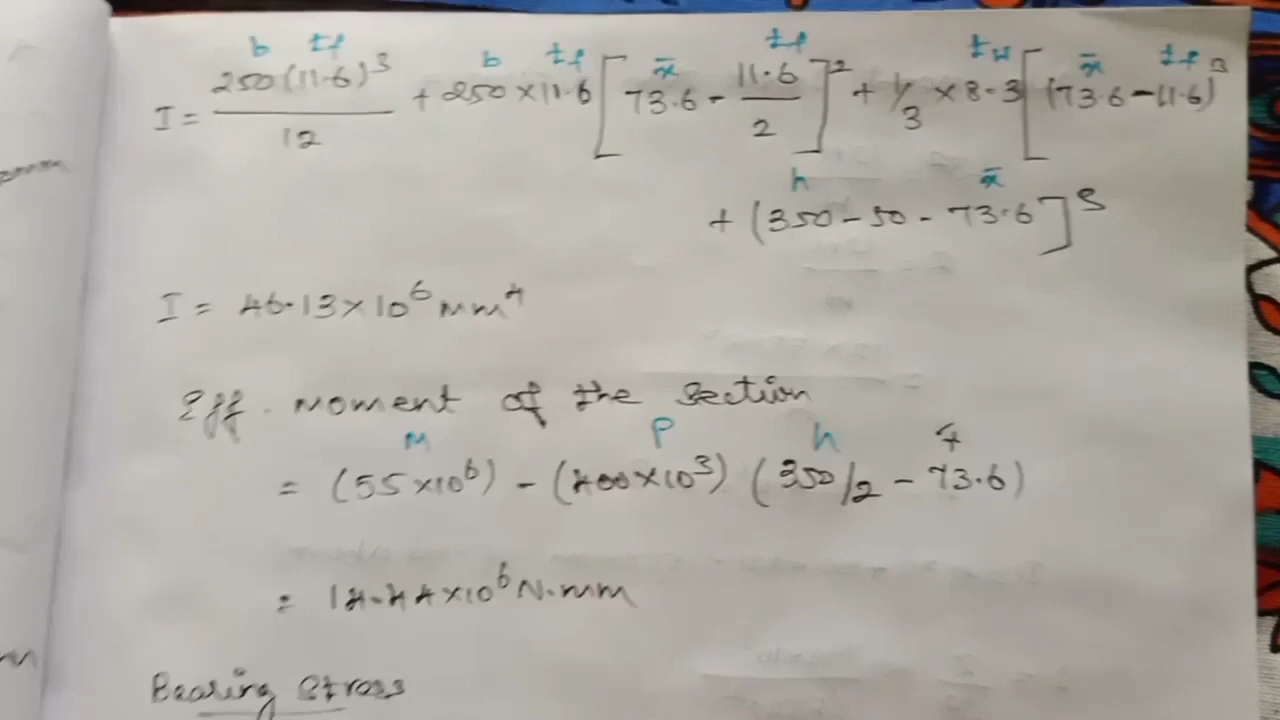 b tf b tf x̄ tf tw x̄ tf
I = 250(11.6)³/12 + 250×11.6[73.6 - 11.6/2]² + 1/3 × 8.3[(73.6-11.6)³
h x̄
+ (350-50-73.6]³
I = 46.13×10⁶ mm⁴
Eff. Moment of the section
M P h x̄
= (55×10⁶) - (400×10³) (350/2 - 73.6)
= 14.44×10⁶ N.mm
Bearing Stress